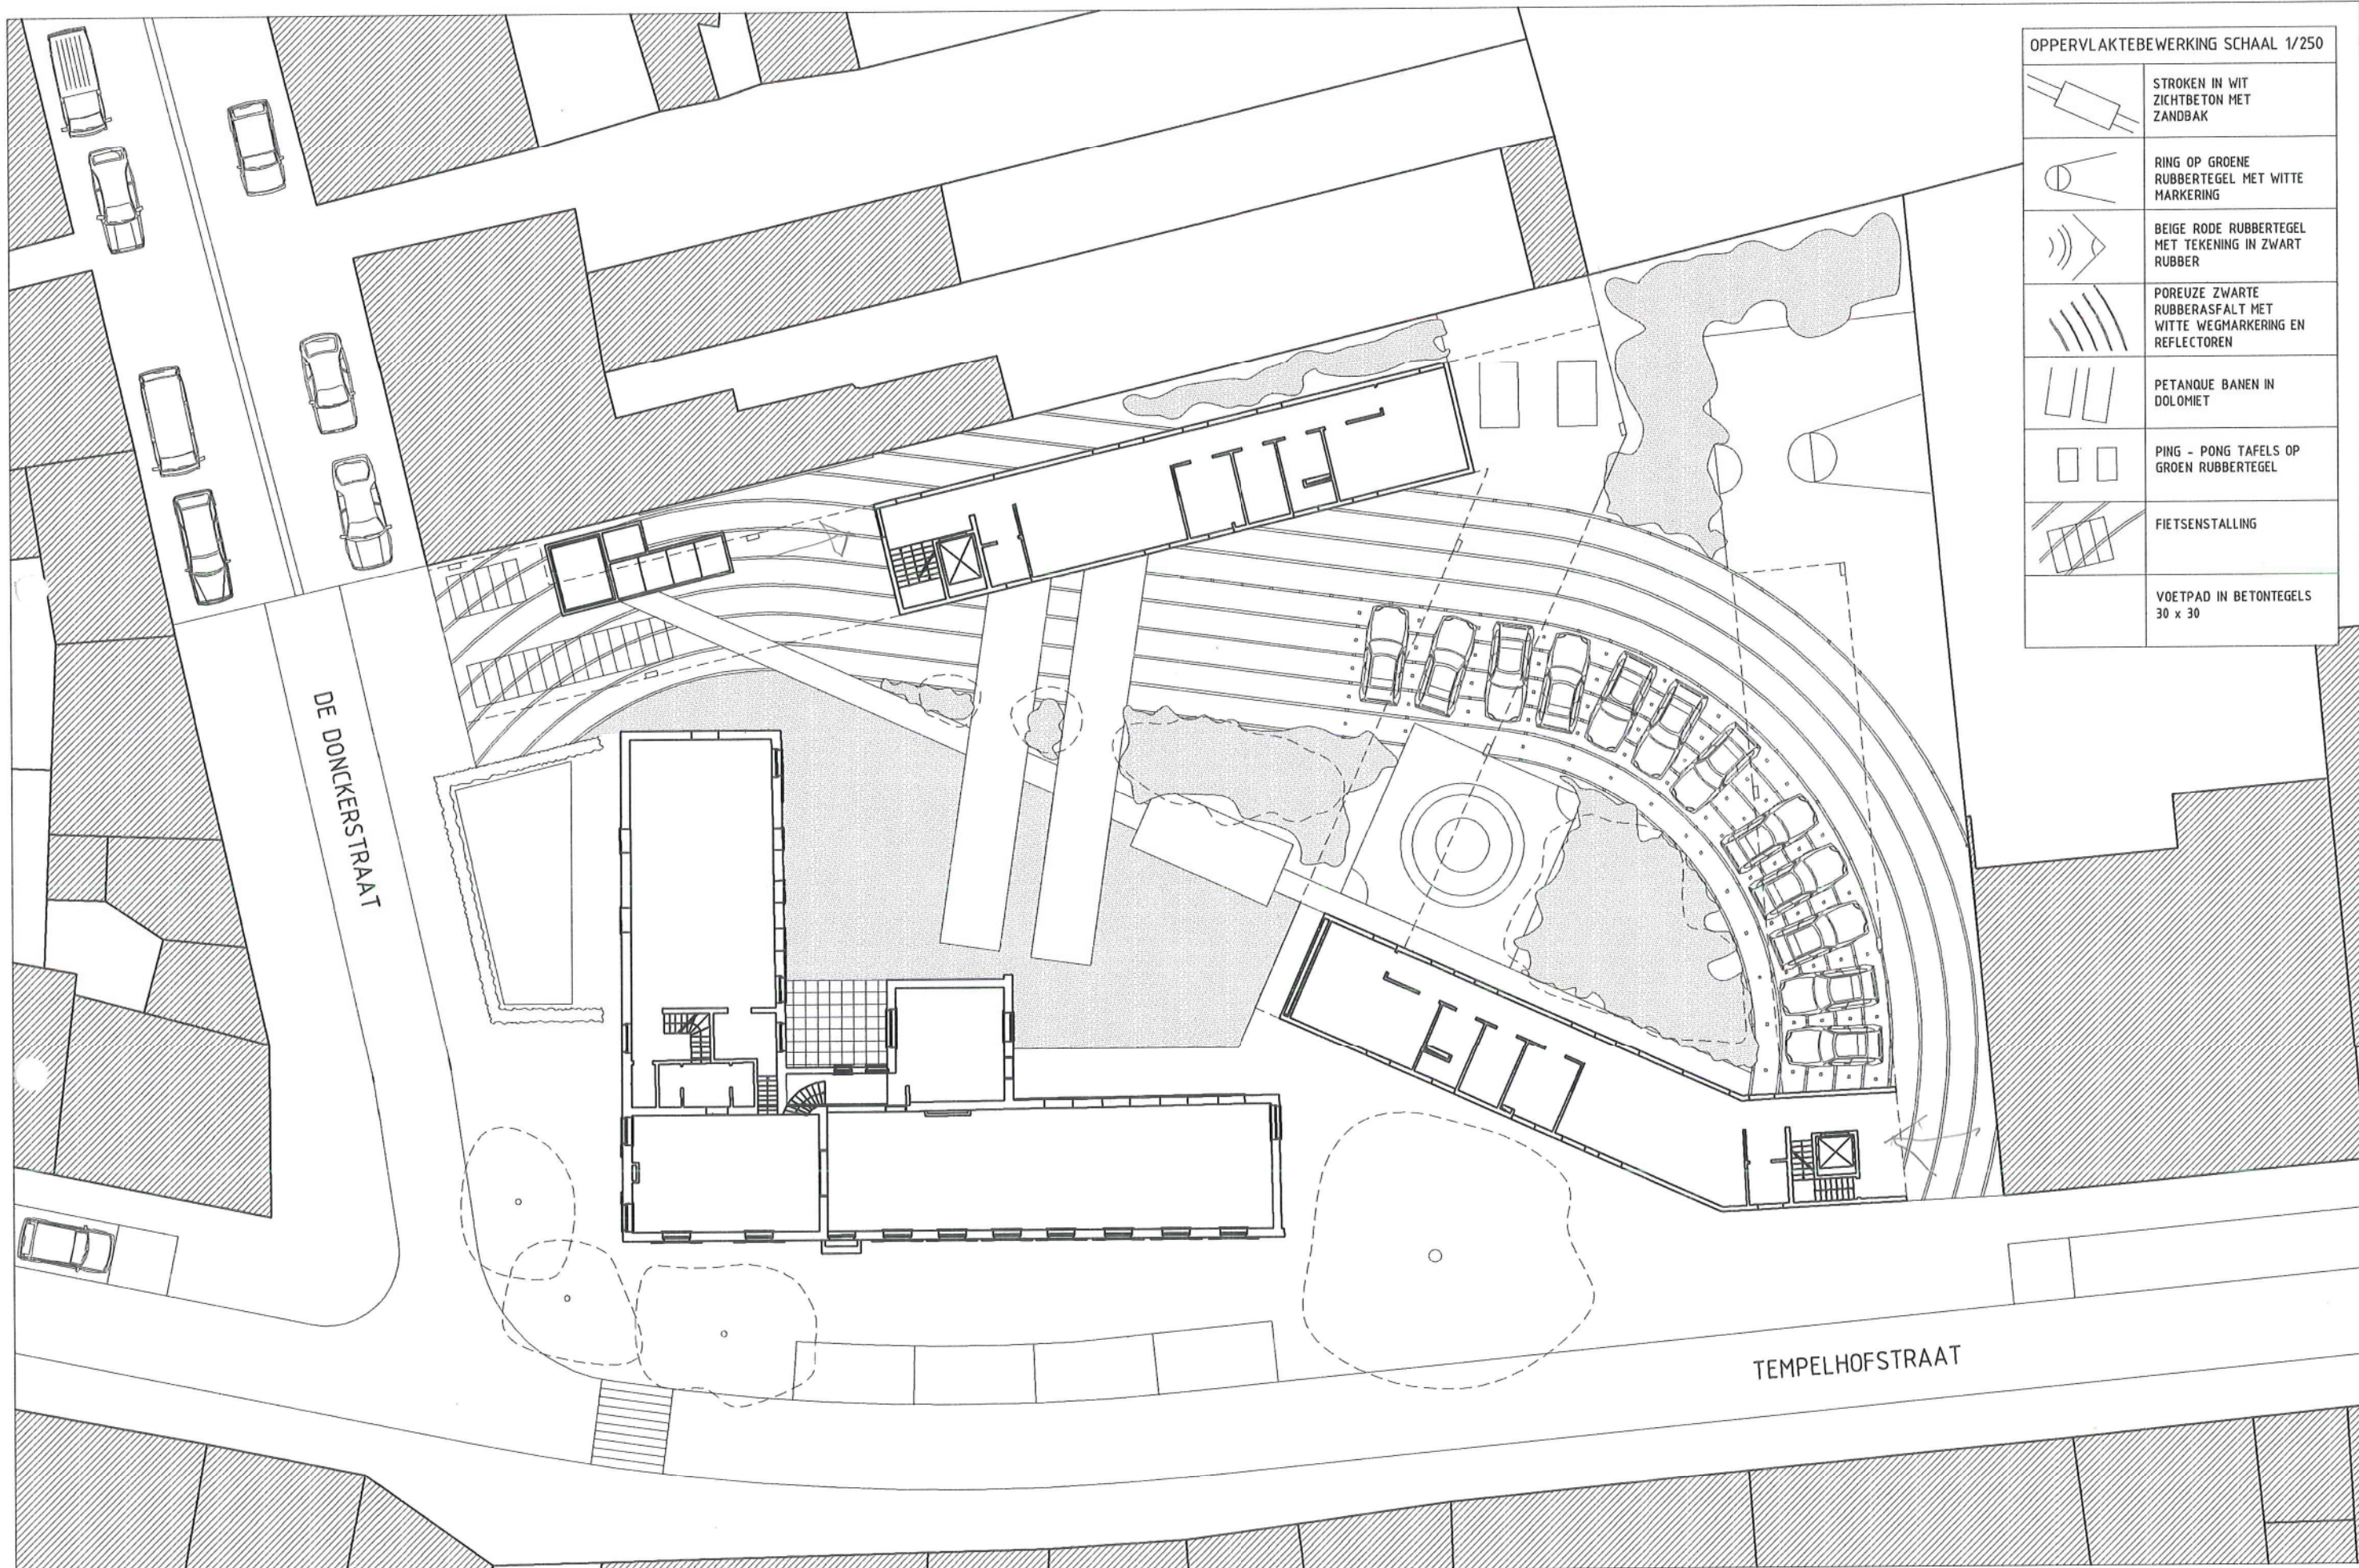 OPPERVLAKTEBEWERKING SCHAAL 1/250
STROKEN IN WIT
ZICHTBETON MET
ZANDBAK
RING OP GROENE
RUBBERTEGEL MET WITTE
MARKERING
BEIGE RODE RUBBERTEGEL
MET TEKENING IN ZWART
RUBBER
POREUZE ZWARTE
RUBBERASFALT MET
WITTE WEGMARKERING EN
REFLECTOREN
PETANQUE BANEN IN
DOLOMIET
PING - PONG TAFELS OP
GROEN RUBBERTEGEL
FIETSENSTALLING
VOETPAD IN BETONTEGELS
30 x 30
DE DONCKERSTRAAT
TEMPELHOFSTRAAT